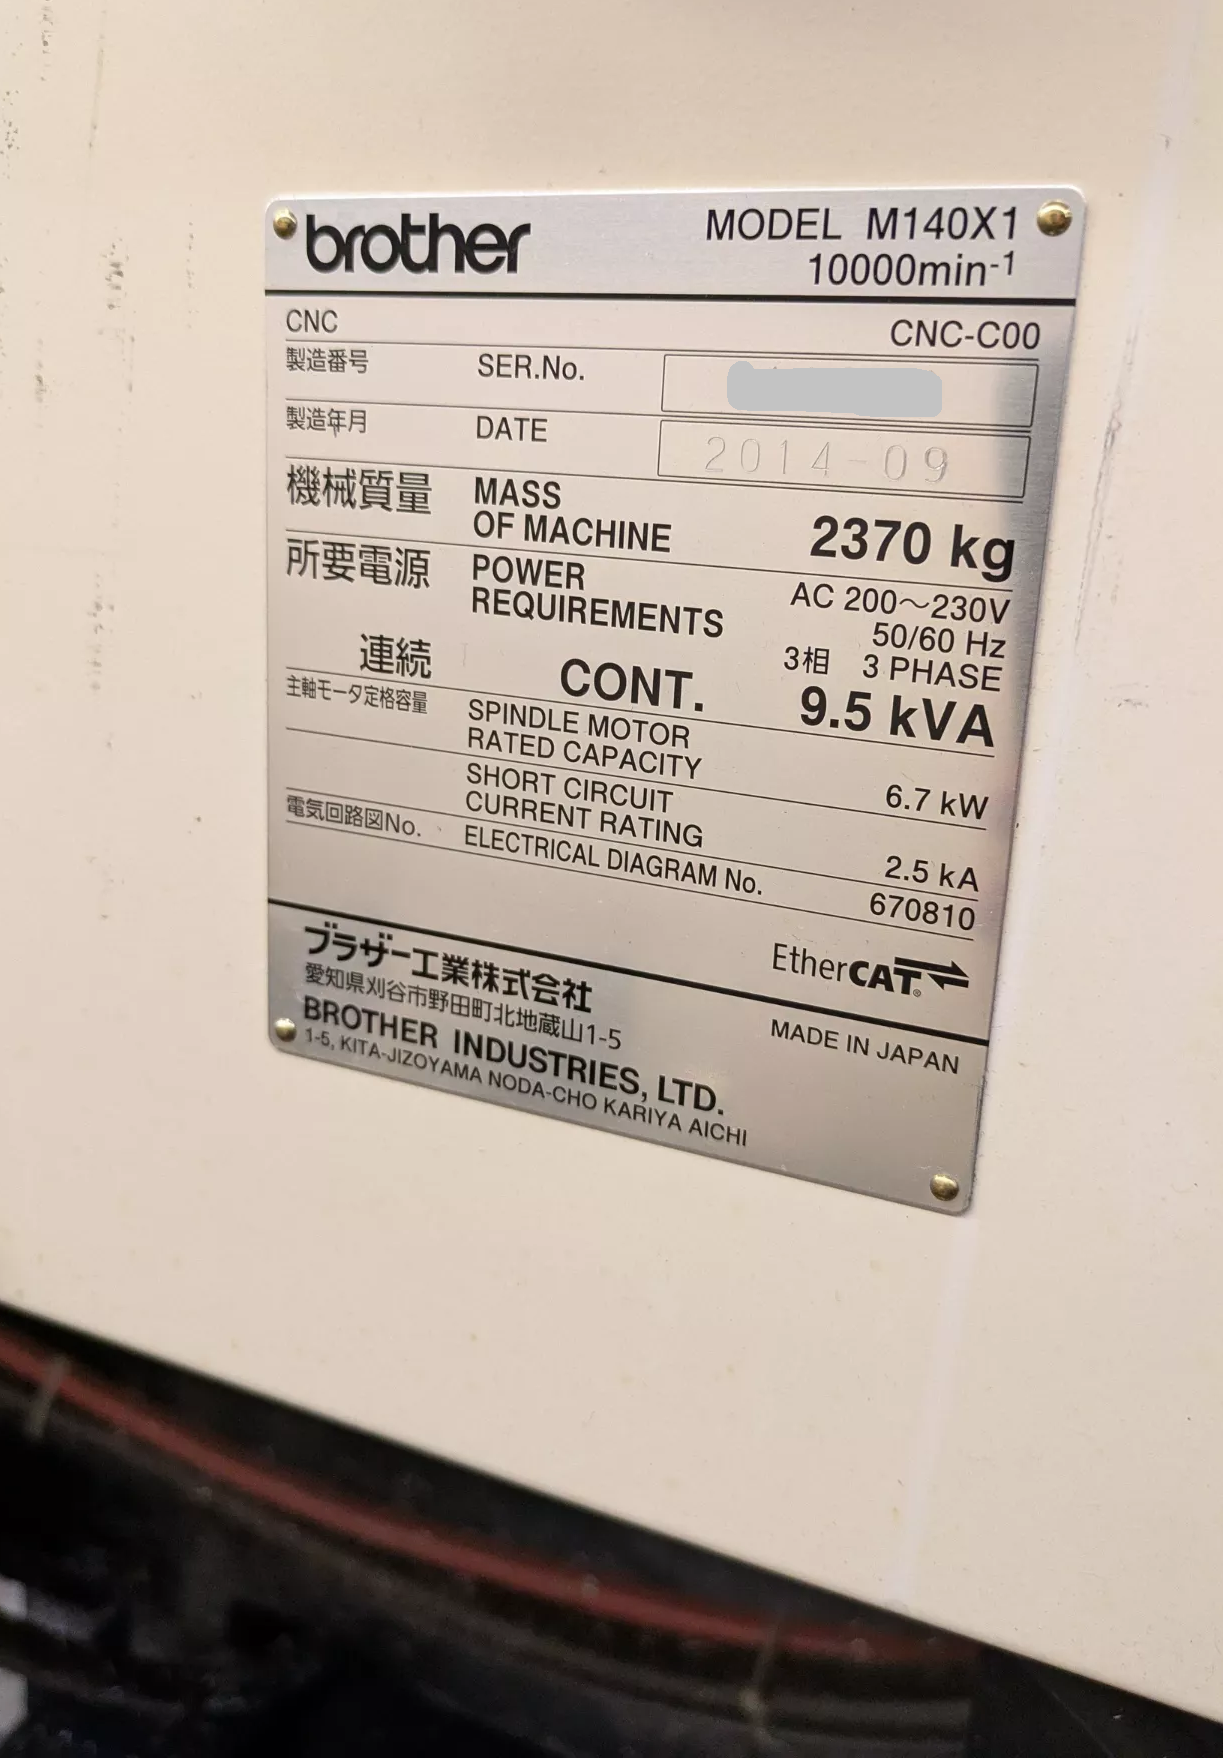 brother
MODEL M140X1
10000min-1
CNC CNC-C00
製造番号 SER.No.
製造年月 DATE 2014-09
機械質量 MASS
OF MACHINE 2370 kg
所要電源 POWER
REQUIREMENTS AC 200～230V
50/60 Hz
3相 3 PHASE
連続 CONT. 9.5 kVA
主軸モータ定格容量 SPINDLE MOTOR
RATED CAPACITY 6.7 kW
SHORT CIRCUIT
CURRENT RATING 2.5 kA
電気回路図No. ELECTRICAL DIAGRAM No. 670810
EtherCAT®
ブラザー工業株式会社
愛知県刈谷市野田町北地蔵山1-5
BROTHER INDUSTRIES, LTD.
1-5, KITA-JIZOYAMA NODA-CHO KARIYA AICHI
MADE IN JAPAN